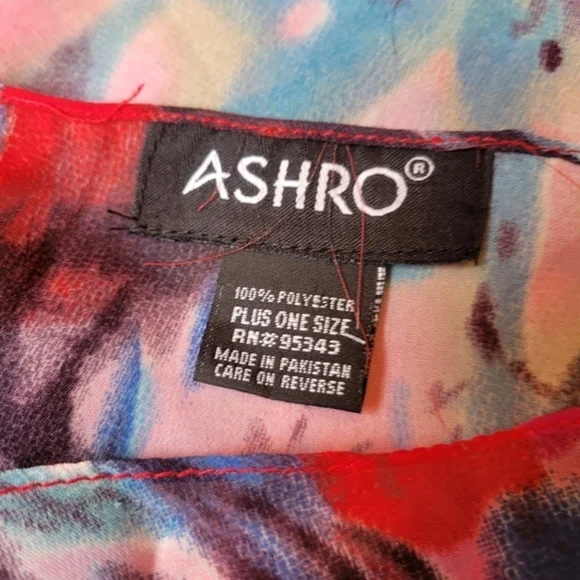 ASHRO®
100% POLYESTER
PLUS ONE SIZE
RN#95343
MADE IN PAKISTAN
CARE ON REVERSE